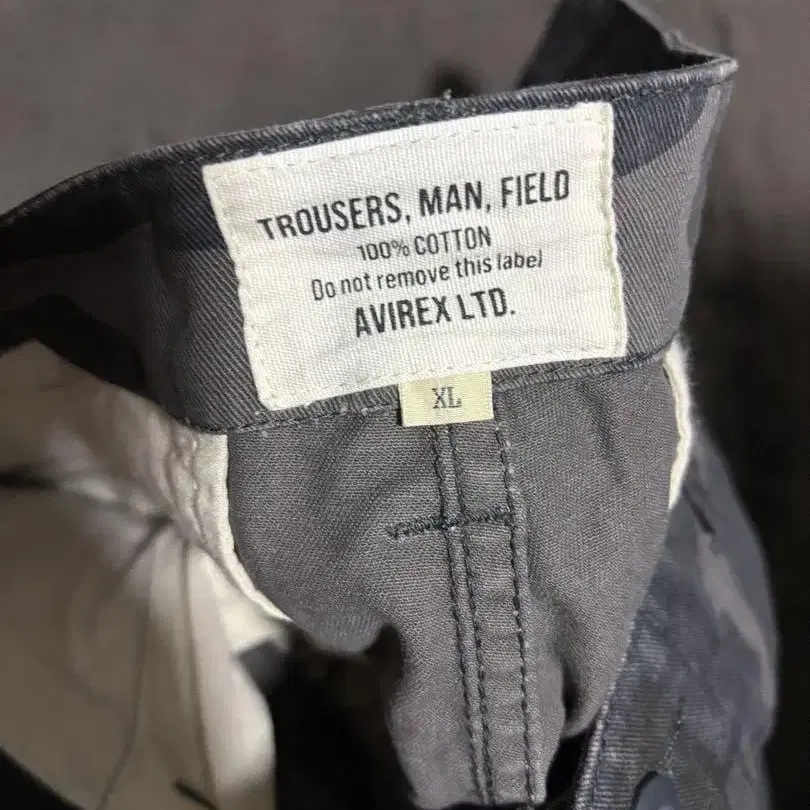 TROUSERS, MAN, FIELD
100% COTTON
Do not remove this label
AVIREX LTD.
XL